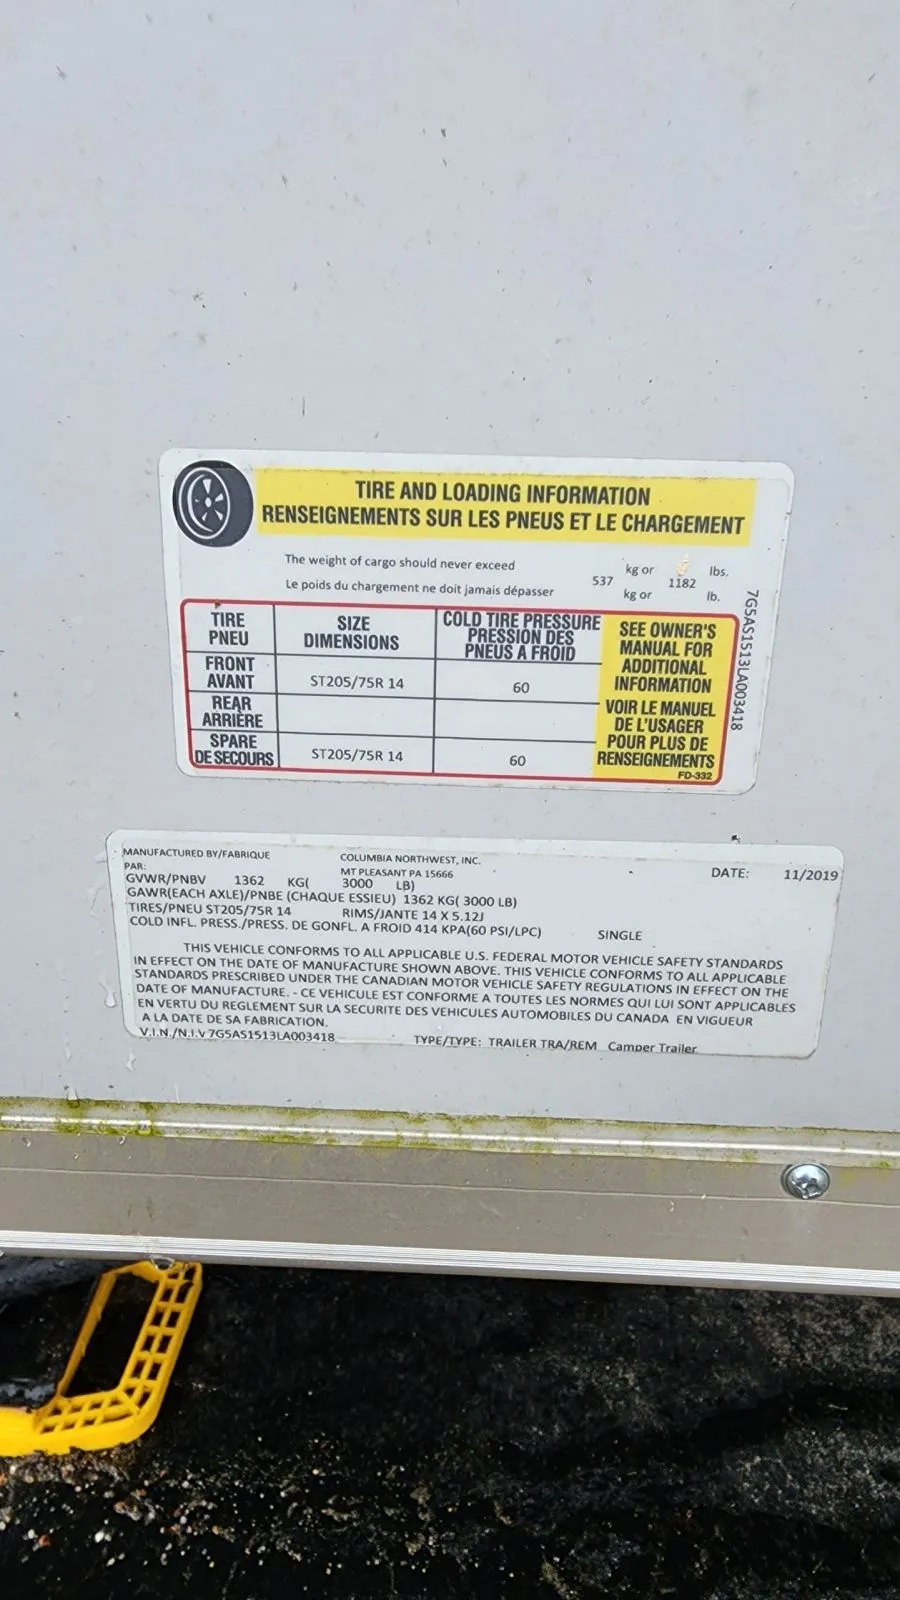 TIRE AND LOADING INFORMATION
RENSEIGNEMENTS SUR LES PNEUS ET LE CHARGEMENT
The weight of cargo should never exceed 537 kg or 1182 lbs.
Le poids du chargement ne doit jamais dépasser kg or lb.
TIRE PNEU SIZE DIMENSIONS COLD TIRE PRESSURE PRESSION DES PNEUS A FROID
FRONT AVANT ST205/75R 14 60
REAR ARRIÈRE
SPARE DE SECOURS ST205/75R 14 60
SEE OWNER'S
MANUAL FOR
ADDITIONAL
INFORMATION
VOIR LE MANUEL
DE L'USAGER
POUR PLUS DE
RENSEIGNEMENTS
FD-332
7G5AS1513LA003418
MANUFACTURED BY/FABRIQUE COLUMBIA NORTHWEST, INC.
PAR: MT PLEASANT PA 15666 DATE: 11/2019
GVWR/PNBV 1362 KG( 3000 LB)
GAWR(EACH AXLE)/PNBE (CHAQUE ESSIEU) 1362 KG( 3000 LB)
TIRES/PNEU ST205/75R 14 RIMS/JANTE 14 X 5.12J
COLD INFL. PRESS./PRESS. DE GONFL. A FROID 414 KPA(60 PSI/LPC) SINGLE
THIS VEHICLE CONFORMS TO ALL APPLICABLE U.S. FEDERAL MOTOR VEHICLE SAFETY STANDARDS
IN EFFECT ON THE DATE OF MANUFACTURE SHOWN ABOVE. THIS VEHICLE CONFORMS TO ALL APPLICABLE
STANDARDS PRESCRIBED UNDER THE CANADIAN MOTOR VEHICLE SAFETY REGULATIONS IN EFFECT ON THE
DATE OF MANUFACTURE. - CE VEHICULE EST CONFORME A TOUTES LES NORMES QUI LUI SONT APPLICABLES
EN VERTU DU REGLEMENT SUR LA SECURITE DES VEHICULES AUTOMOBILES DU CANADA EN VIGUEUR
A LA DATE DE SA FABRICATION.
V.I.N./N.I.V 7G5AS1513LA003418 TYPE/TYPE: TRAILER TRA/REM Camper Trailer